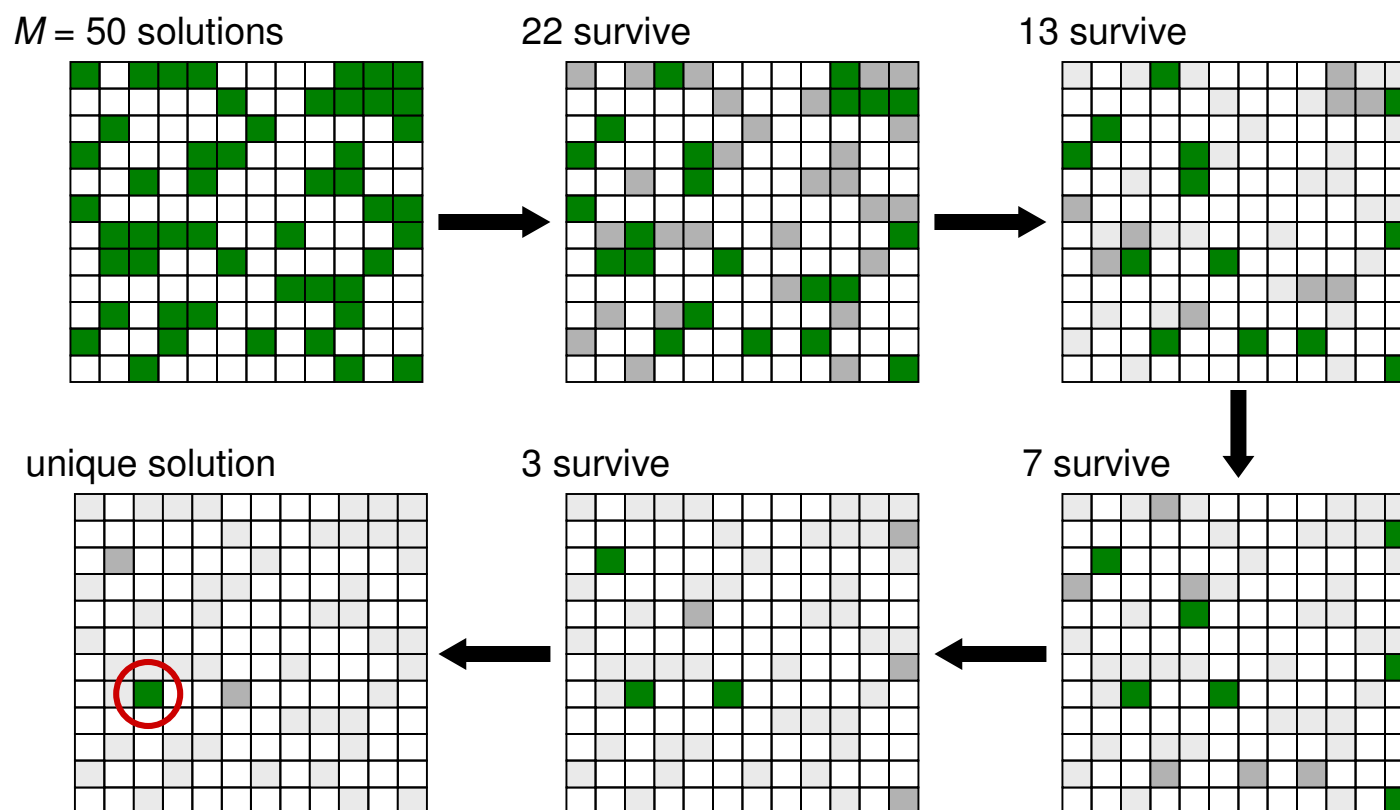 M = 50 solutions
22 survive
13 survive
unique solution
3 survive
7 survive